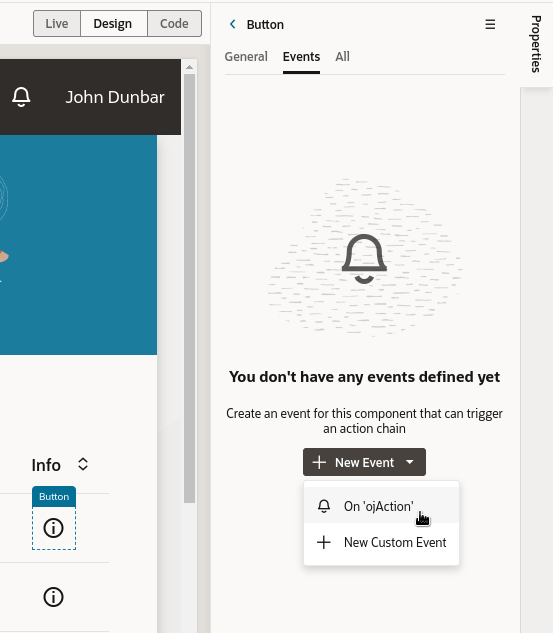 Live Design Code
Button
Properties
General Events All
John Dunbar
You don't have any events defined yet
Create an event for this component that can trigger
an action chain
New Event
On 'ojAction'
New Custom Event
Info
Button